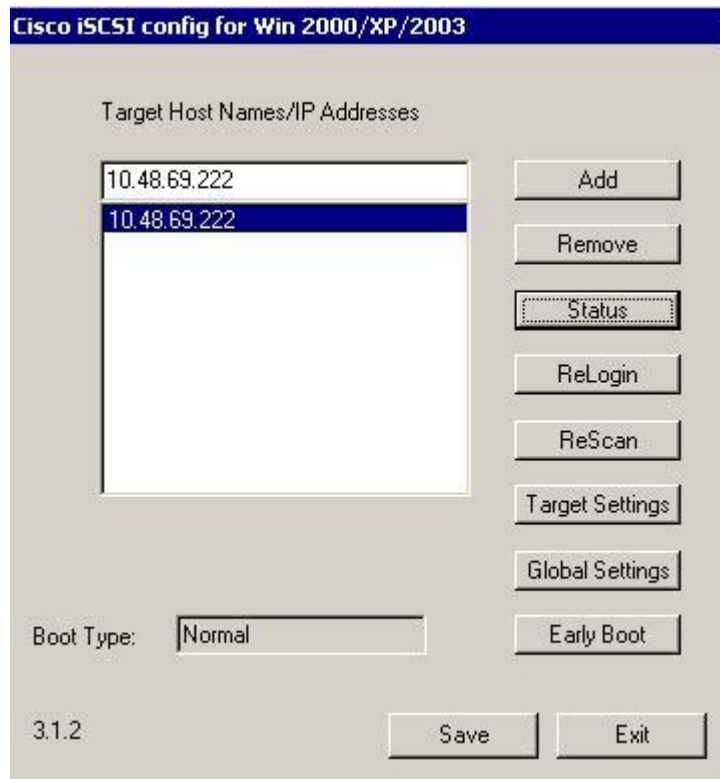 Cisco iSCSI config for Win 2000/XP/2003
Target Host Names/IP Addresses
10.48.69.222
10.48.69.222
Add
Remove
Status
ReLogin
ReScan
Target Settings
Global Settings
Boot Type:
Normal
Early Boot
3.1.2
Save
Exit